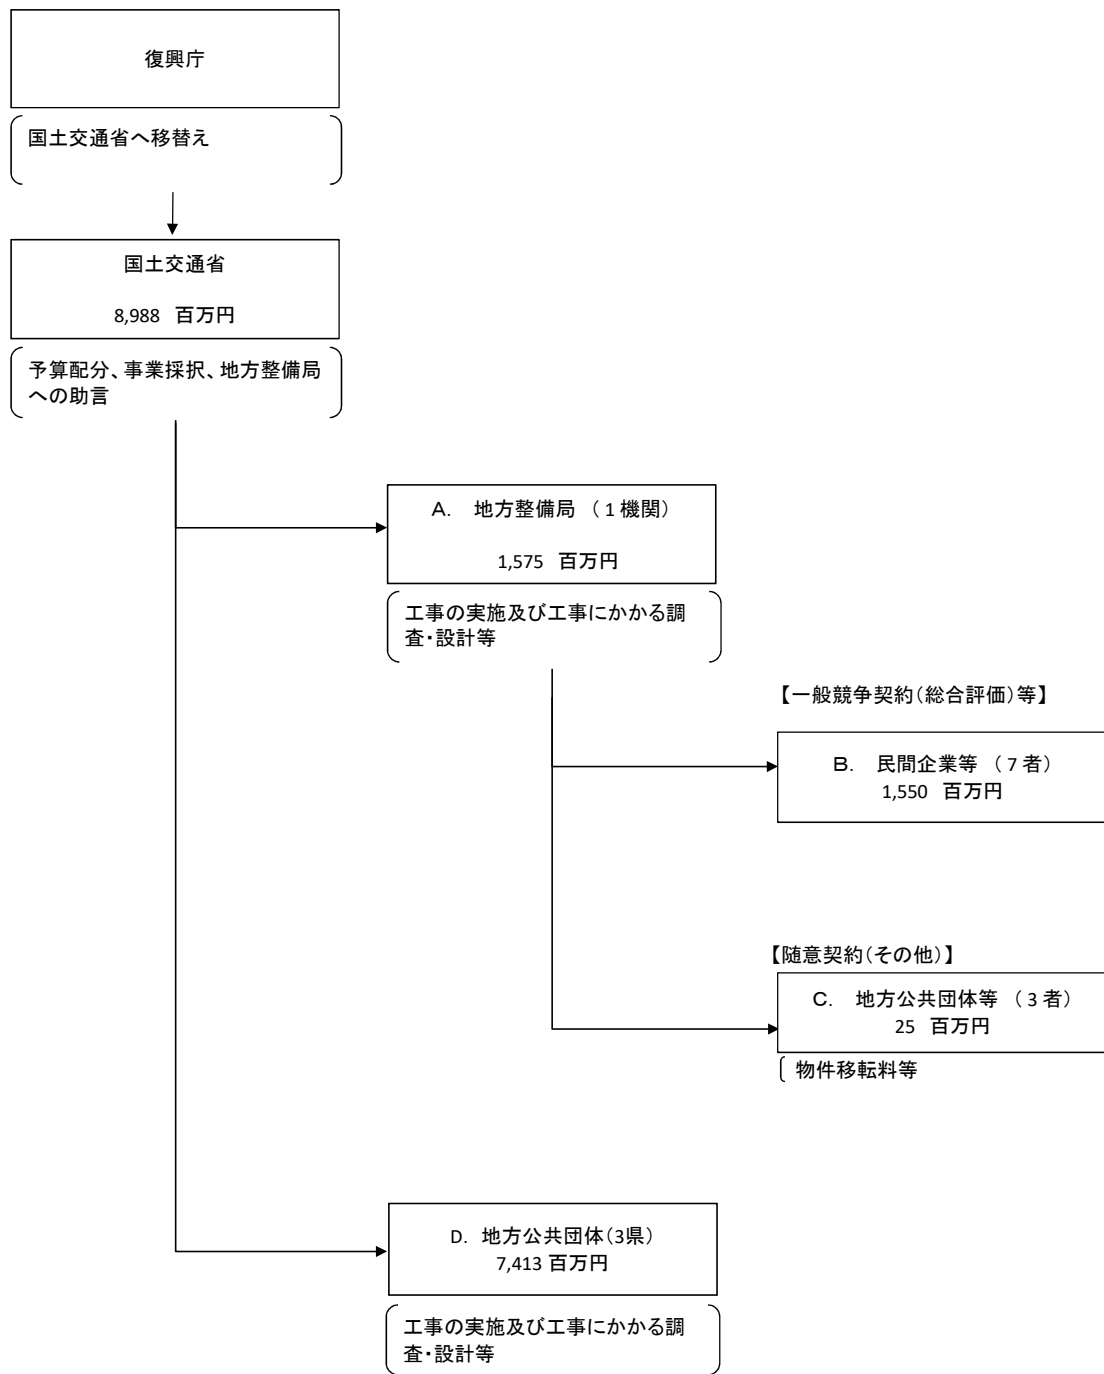 復興庁
国土交通省へ移替え
国土交通省
8,988 百万円
予算配分、事業採択、地方整備局
への助言
A. 地方整備局 （ 1 機関）
1,575 百万円
工事の実施及び工事にかかる調
査・設計等
【一般競争契約（総合評価）等】
B. 民間企業等 （ 7 者）
1,550 百万円
【随意契約（その他）】
C. 地方公共団体等 （ 3 者）
25 百万円
物件移転料等
D. 地方公共団体（3県）
7,413 百万円
工事の実施及び工事にかかる調
査・設計等